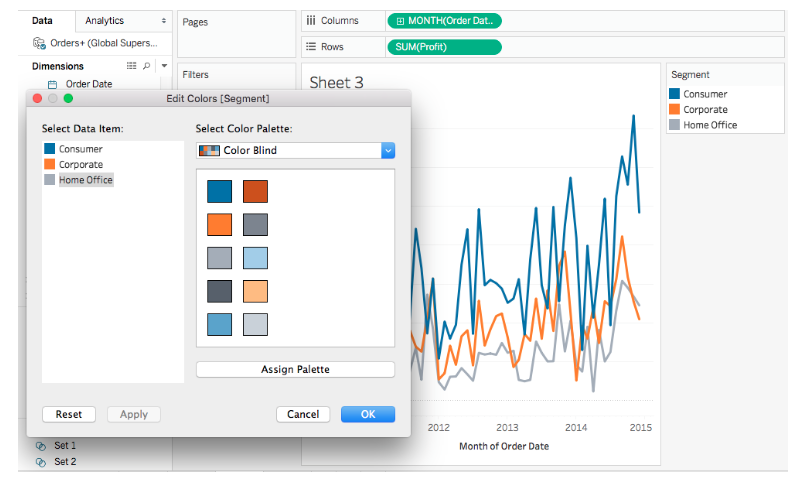 Data
Analytics
Orders+ (Global Supers...
Dimensions
Order Date
Pages
Filters
Columns
MONTH(Order Dat..
Rows
SUM(Profit)
Sheet 3
Segment
Consumer
Corporate
Home Office
Edit Colors [Segment]
Select Data Item:
Consumer
Corporate
Home Office
Select Color Palette:
Color Blind
Assign Palette
Reset
Apply
Cancel
OK
2012
2013
2014
2015
Month of Order Date
Set 1
Set 2